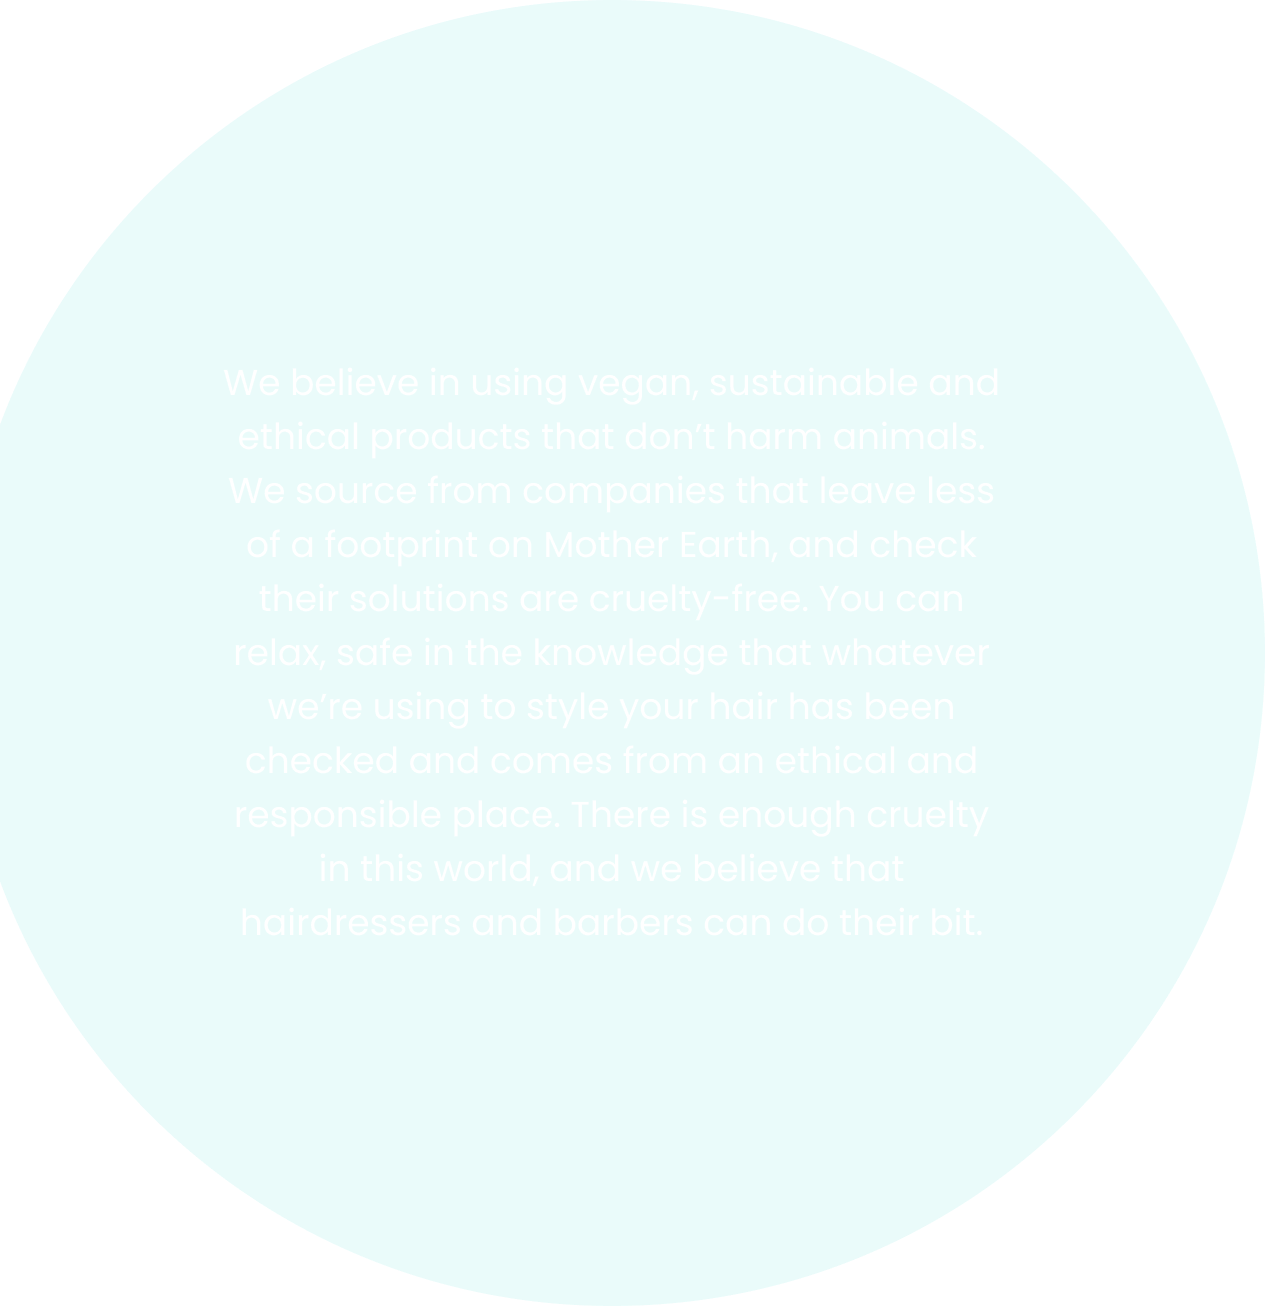 We believe in using vegan, sustainable and
ethical products that don’t harm animals.
We source from companies that leave less
of a footprint on Mother Earth, and check
their solutions are cruelty-free. You can
relax, safe in the knowledge that whatever
we’re using to style your hair has been
checked and comes from an ethical and
responsible place. There is enough cruelty
in this world, and we believe that
hairdressers and barbers can do their bit.